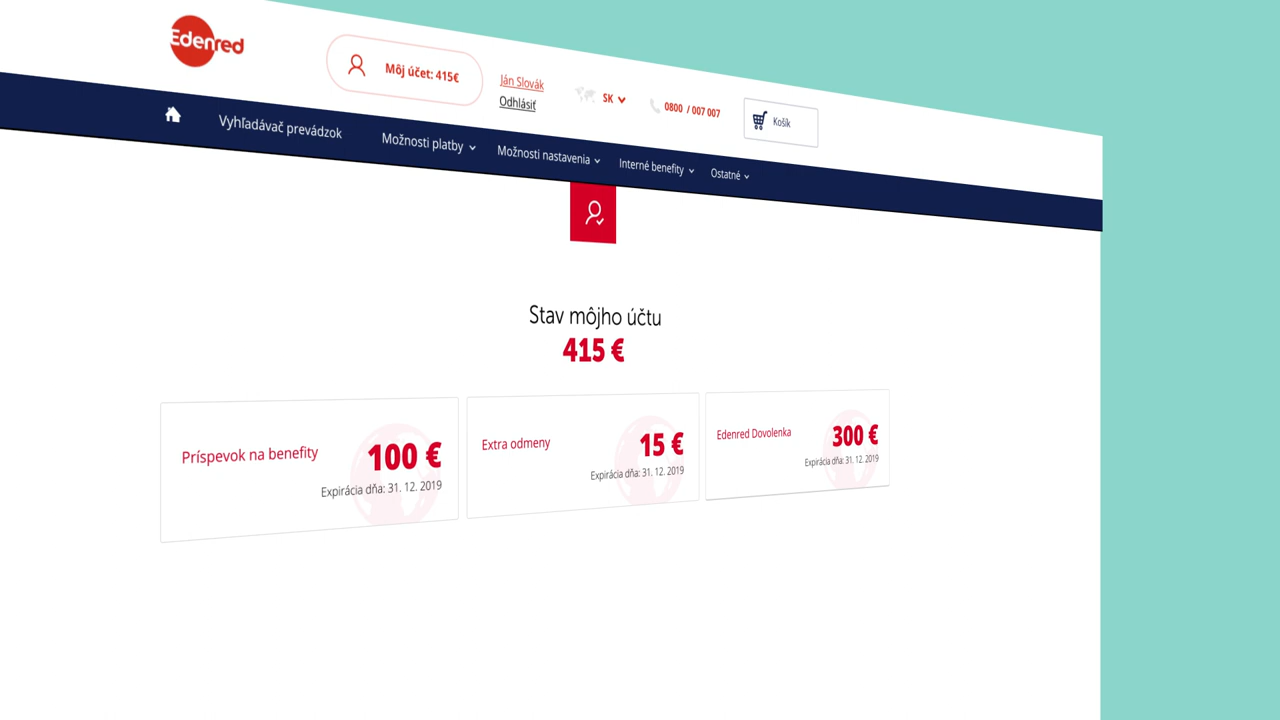 Edenred
Môj účet: 415€
Ján Slovák
Odhlásiť
SK
0800 / 007 007
Košík
Vyhľadávač prevádzok
Možnosti platby
Možnosti nastavenia
Interné benefity
Ostatné
Stav môjho účtu
415 €
Príspevok na benefity
100 €
Expirácia dňa: 31. 12. 2019
Extra odmeny
15 €
Expirácia dňa: 31. 12. 2019
Edenred Dovolenka
300 €
Expirácia dňa: 31. 12. 2019